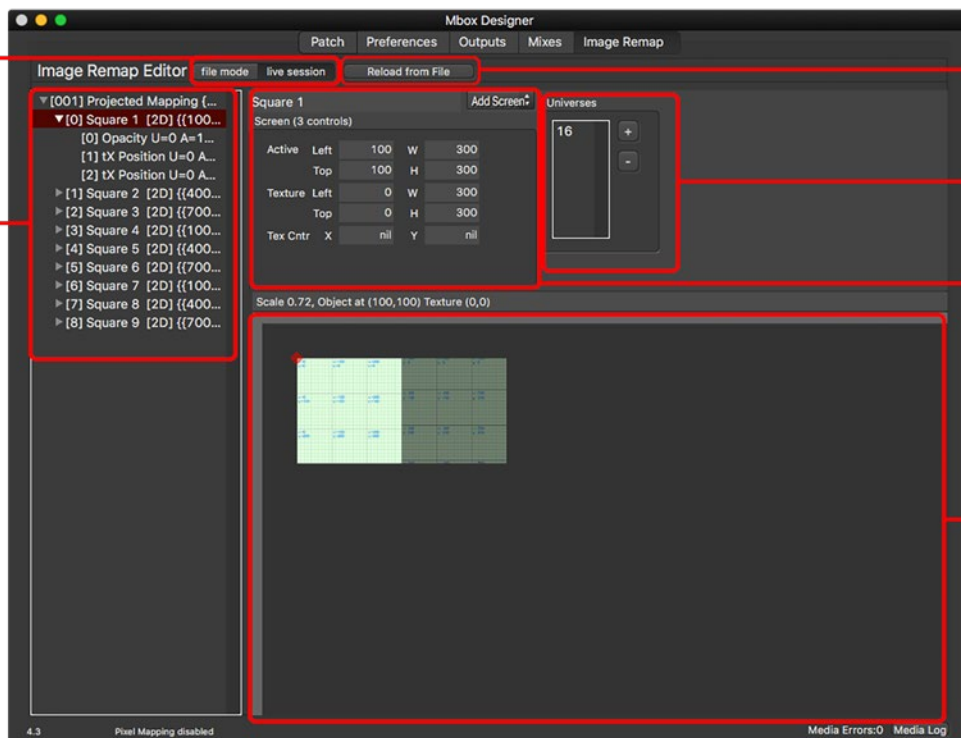 Mbox Designer
Patch Preferences Outputs Mixes Image Remap
Image Remap Editor file mode live session Reload from File
[001] Projected Mapping {...
[0] Square 1 [2D] {{100...
[0] Opacity U=0 A=1...
[1] tX Position U=0 A...
[2] tX Position U=0 A...
[1] Square 2 [2D] {{400...
[2] Square 3 [2D] {{700...
[3] Square 4 [2D] {{100...
[4] Square 5 [2D] {{400...
[5] Square 6 [2D] {{700...
[6] Square 7 [2D] {{100...
[7] Square 8 [2D] {{400...
[8] Square 9 [2D] {{700...
Square 1 Add Screen
Screen (3 controls)
Active Left 100 W 300
Top 100 H 300
Texture Left 0 W 300
Top 0 H 300
Tex Cntr X nil Y nil
Universes
16 +
-
Scale 0.72, Object at (100,100) Texture (0,0)
4.3 Pixel Mapping disabled Media Errors:0 Media Log